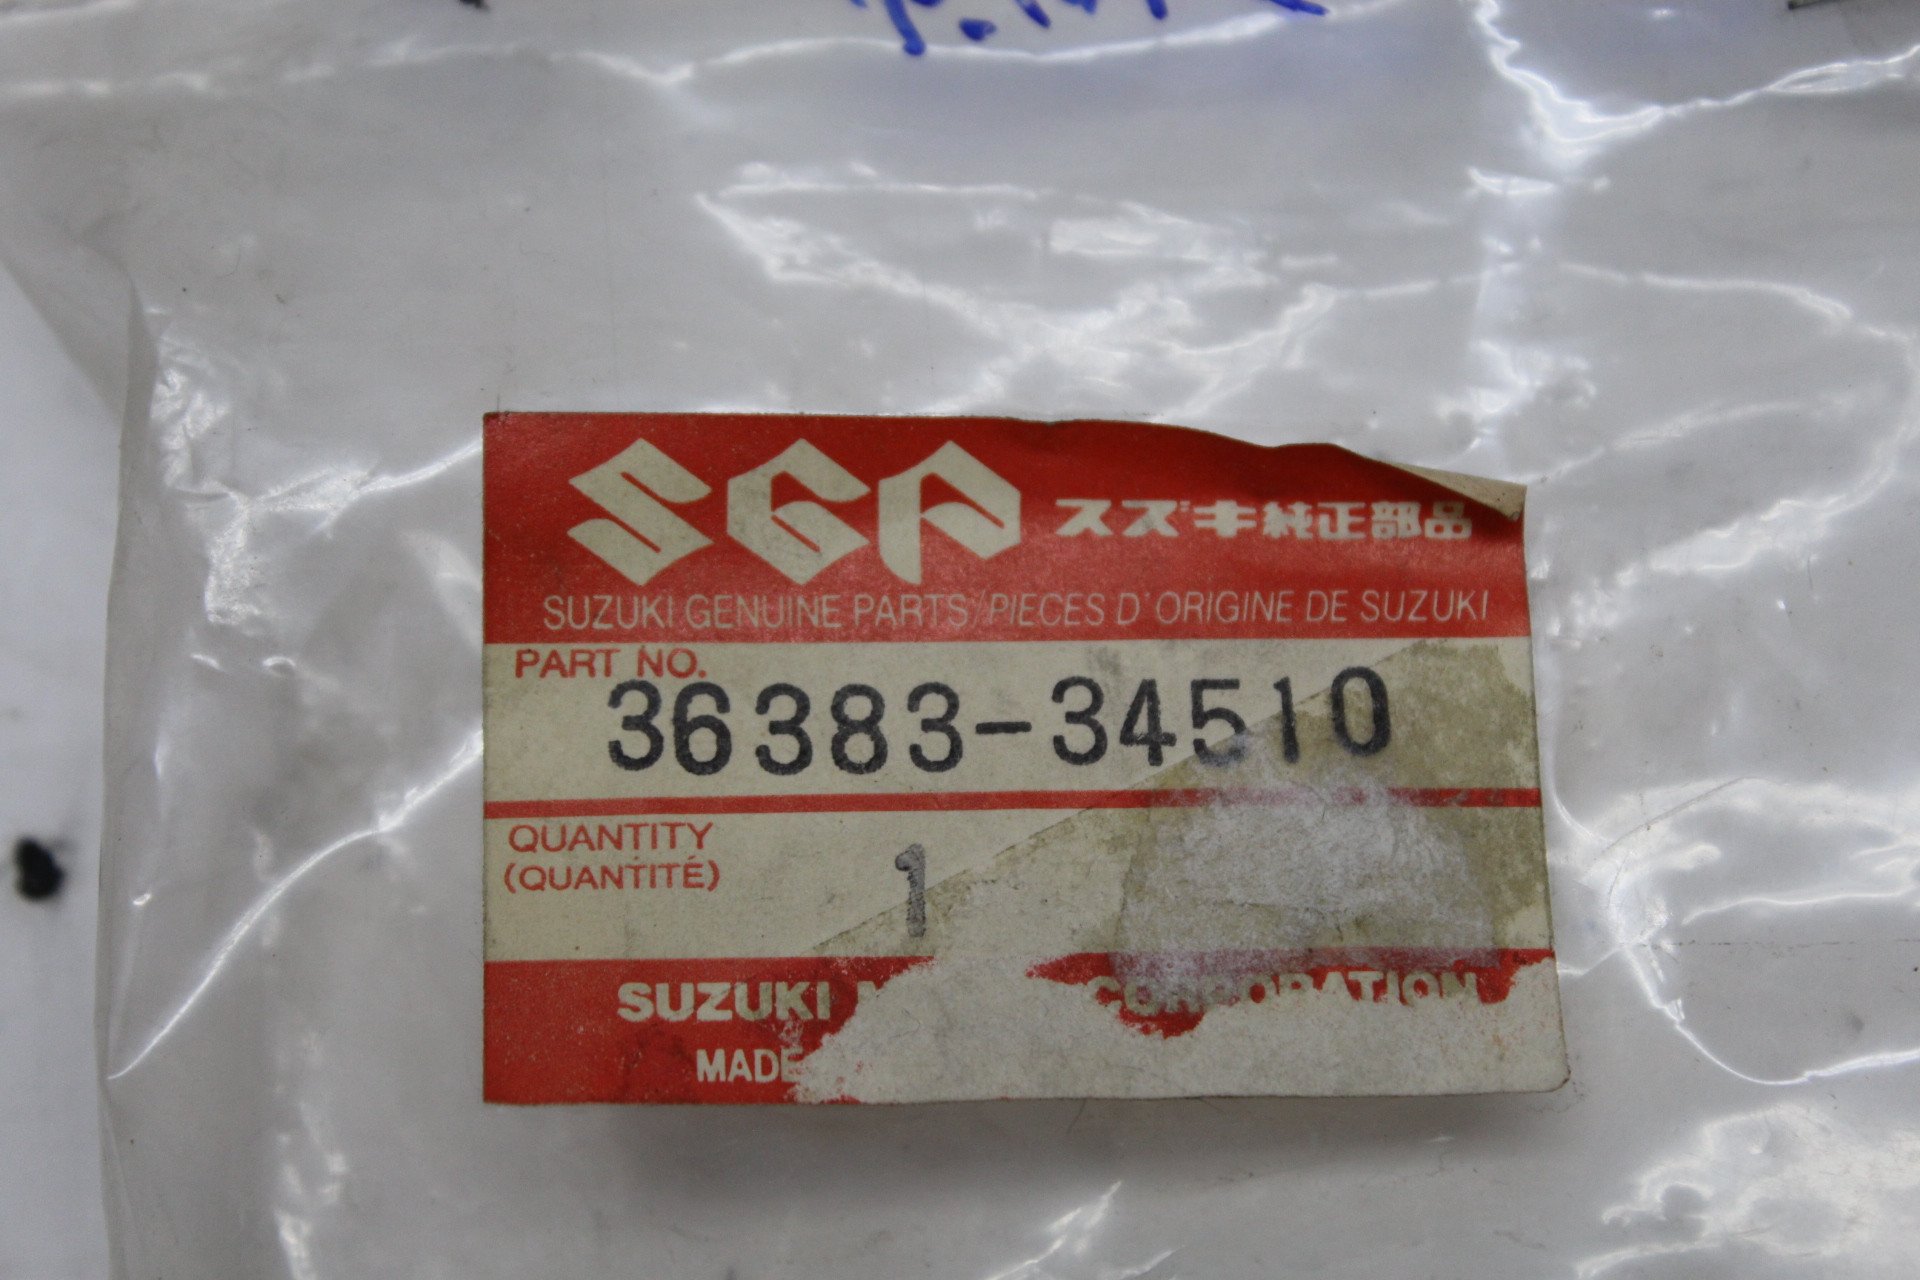 SGP スズキ純正部品
SUZUKI GENUINE PARTS/PIECES D'ORIGINE DE SUZUKI
PART NO.
36383-34510
QUANTITY
(QUANTITÉ)
1
SUZUKI CORPORATION
MADE